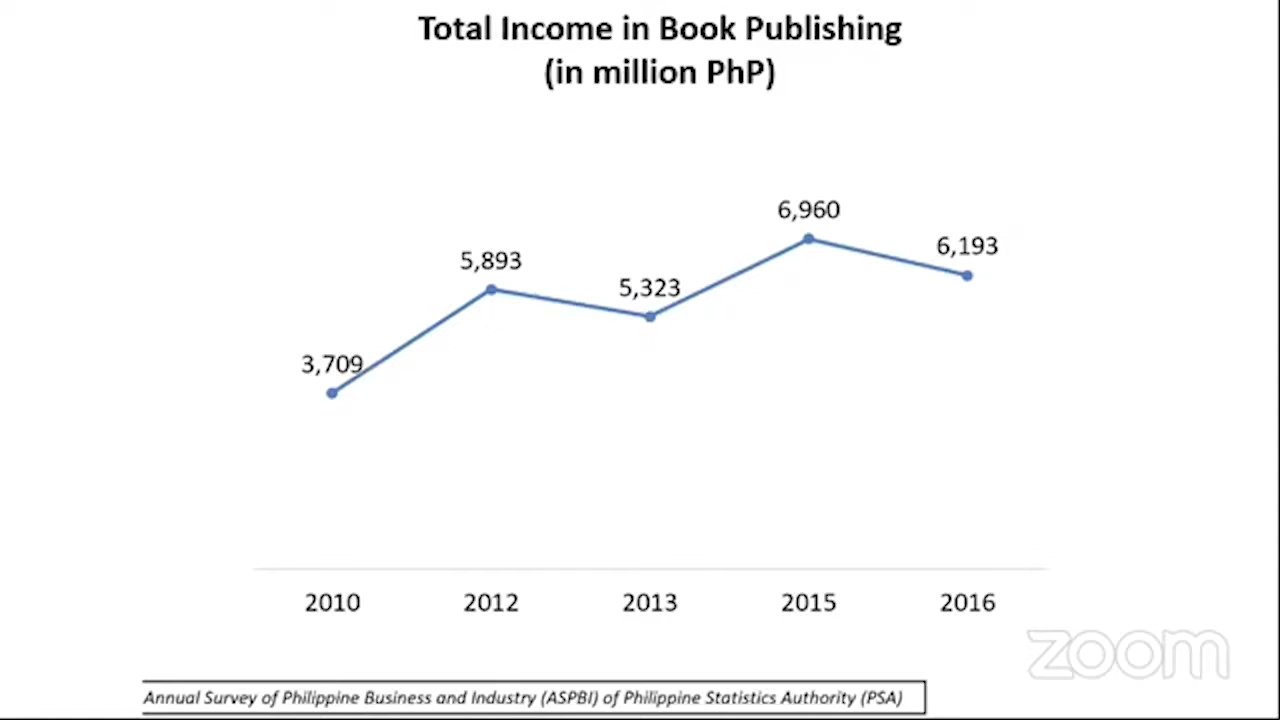 Total Income in Book Publishing
(in million PhP)
6,960
6,193
5,893
5,323
3,709
2010 2012 2013 2015 2016
zoom
Annual Survey of Philippine Business and Industry (ASPBI) of Philippine Statistics Authority (PSA)